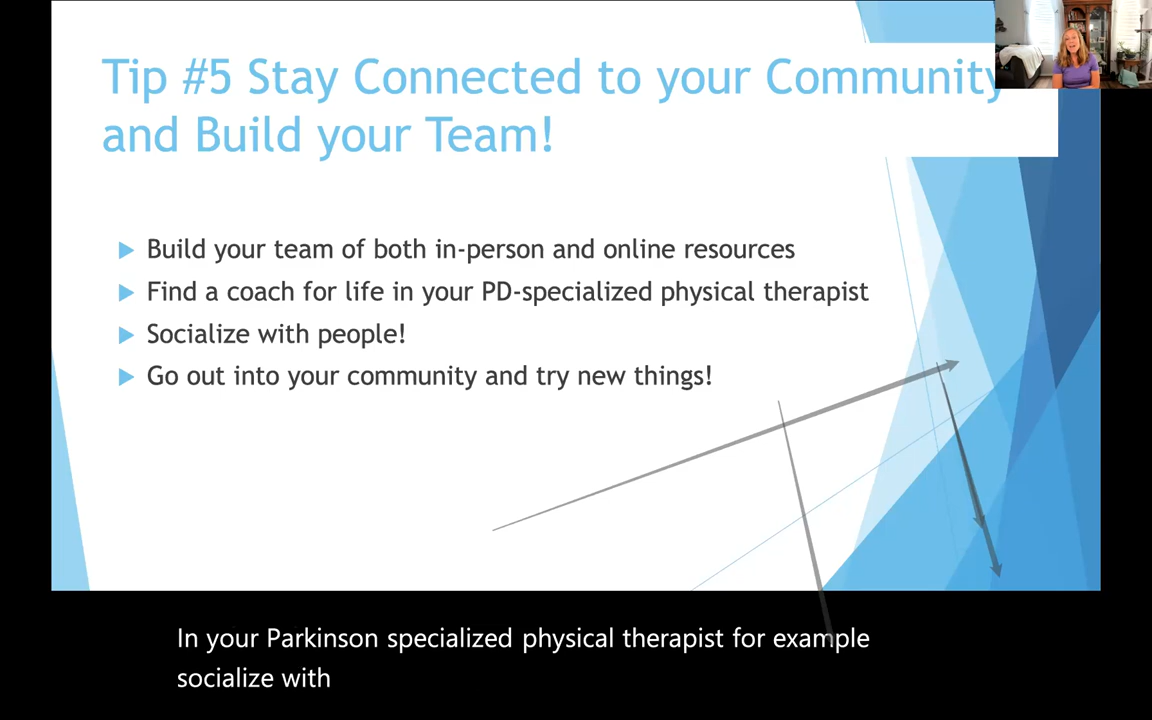 Tip #5 Stay Connected to your Community
and Build your Team!
Build your team of both in-person and online resources
Find a coach for life in your PD-specialized physical therapist
Socialize with people!
Go out into your community and try new things!
In your Parkinson specialized physical therapist for example
socialize with